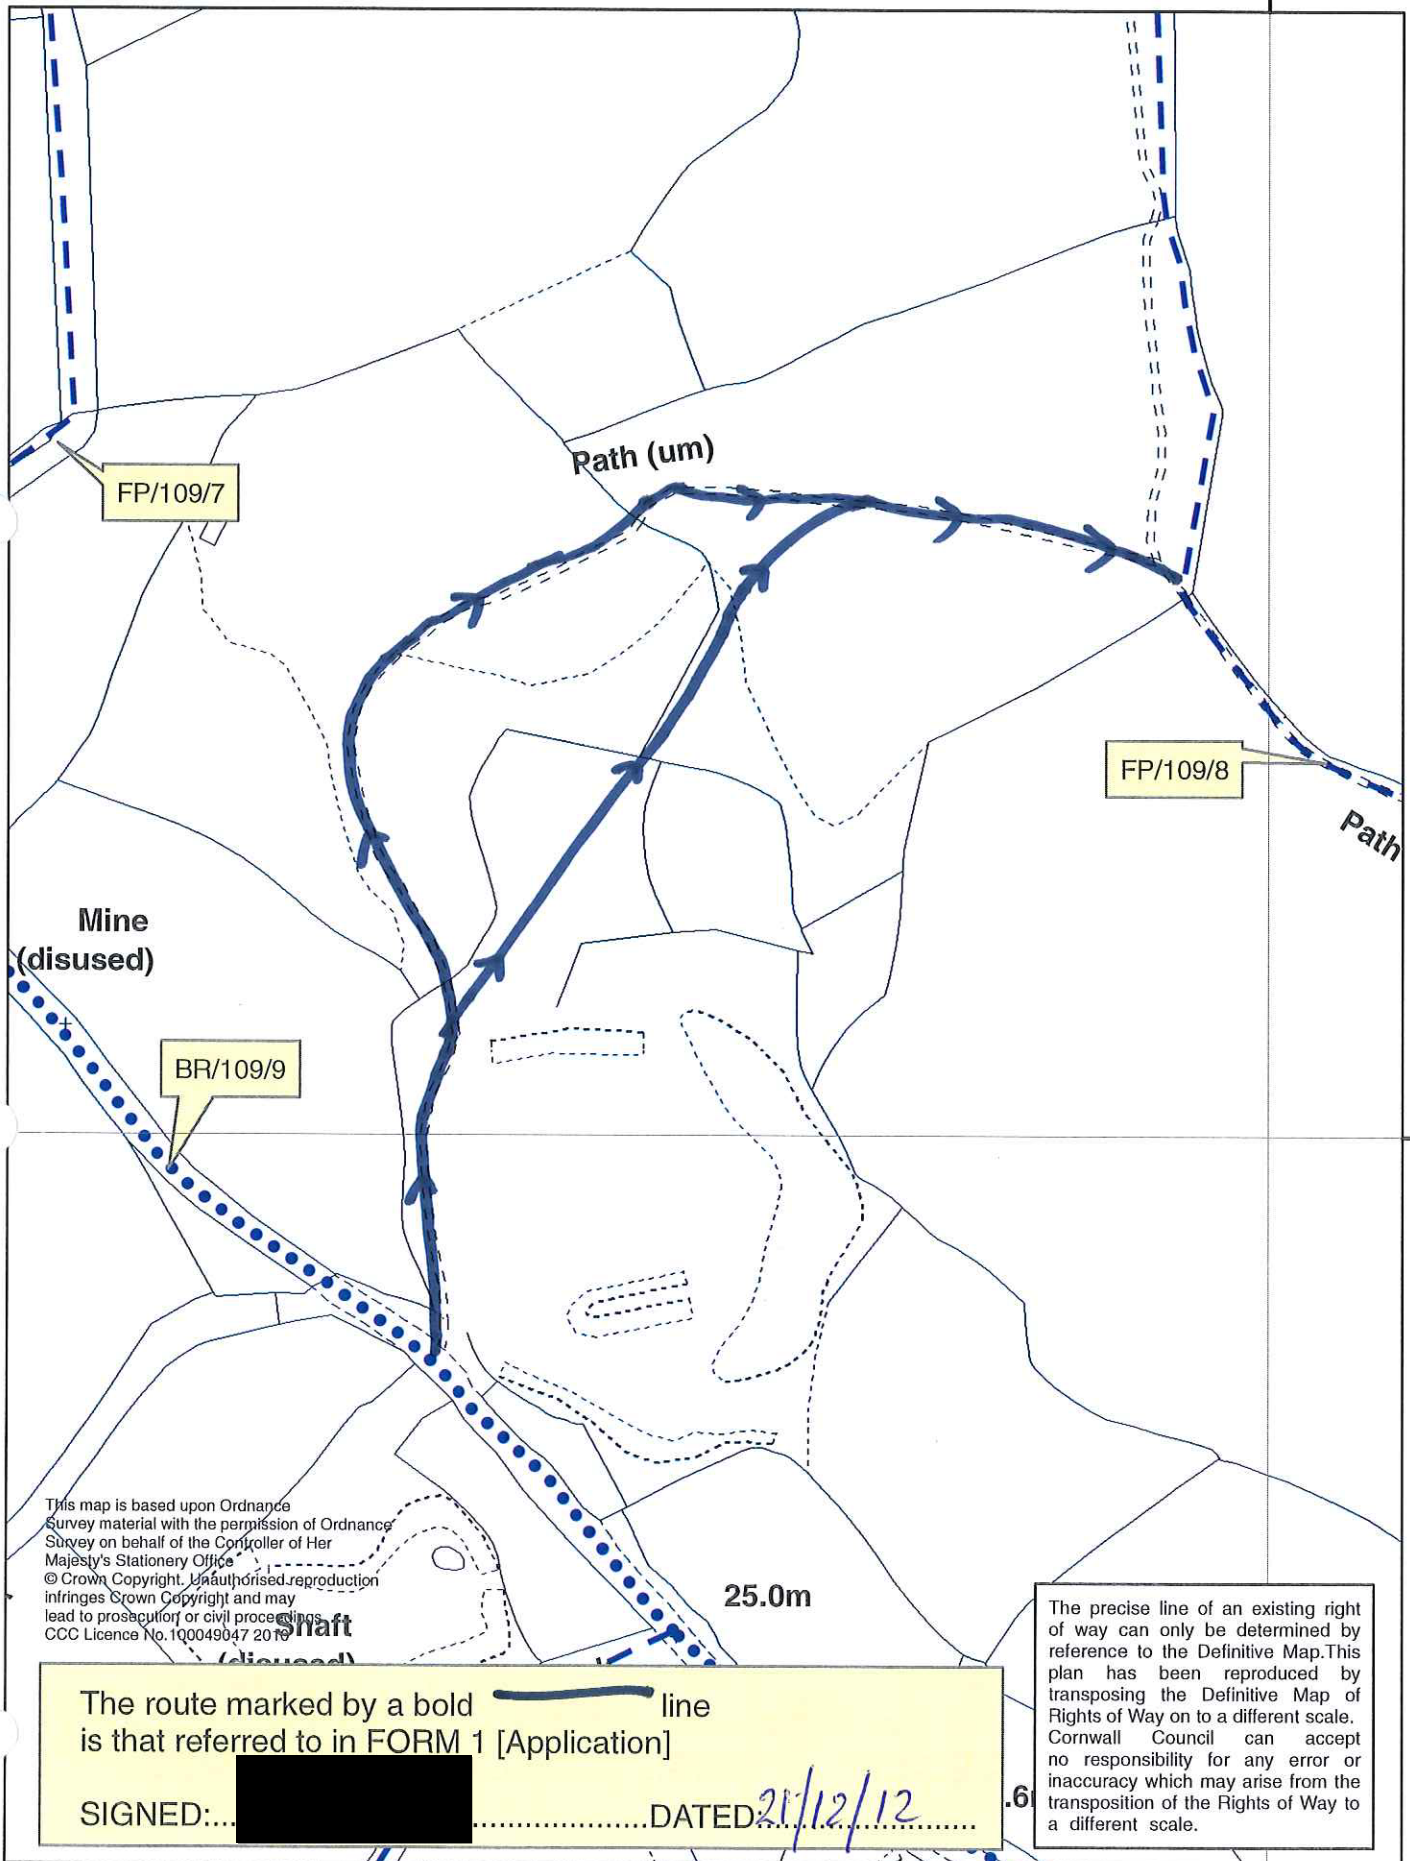 Path (um)
FP/109/7
FP/109/8
Path
Mine
(disused)
BR/109/9
This map is based upon Ordnance
Survey material with the permission of Ordnance
Survey on behalf of the Controller of Her
Majesty's Stationery Office
© Crown Copyright. Unauthorised reproduction
infringes Crown Copyright and may
lead to prosecution or civil proceedings.
CCC Licence No.100049047 2010
Shaft
(disused)
25.0m
The route marked by a bold line
is that referred to in FORM 1 [Application]
SIGNED:... .....................DATED:21/12/12
.6m
The precise line of an existing right
of way can only be determined by
reference to the Definitive Map.This
plan has been reproduced by
transposing the Definitive Map of
Rights of Way on to a different scale.
Cornwall Council can accept
no responsibility for any error or
inaccuracy which may arise from the
transposition of the Rights of Way to
a different scale.